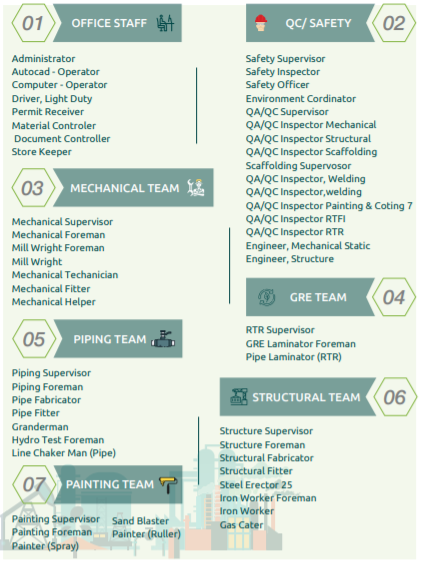 01
OFFICE STAFF
Administrator
Autocad - Operator
Computer - Operator
Driver, Light Duty
Permit Receiver
Material Controler
Document Controller
Store Keeper
QC/ SAFETY
02
Safety Supervisor
Safety Inspector
Safety Officer
Environment Cordinator
QA/QC Supervisor
QA/QC Inspector Mechanical
QA/QC Inspector Structural
QA/QC Inspector Scaffolding
Scaffolding Supervosor
QA/QC Inspector, Welding
QA/QC Inspector,welding
QA/QC Inspector Painting & Coting 7
QA/QC Inspector RTFI
QA/QC Inspector RTR
Engineer, Mechanical Static
Engineer, Structure
03
MECHANICAL TEAM
Mechanical Supervisor
Mechanical Foreman
Mill Wright Foreman
Mill Wright
Mechanical Techanician
Mechanical Fitter
Mechanical Helper
GRE TEAM
04
RTR Supervisor
GRE Laminator Foreman
Pipe Laminator (RTR)
05
PIPING TEAM
Piping Supervisor
Piping Foreman
Pipe Fabricator
Pipe Fitter
Granderman
Hydro Test Foreman
Line Chaker Man (Pipe)
STRUCTURAL TEAM
06
Structure Supervisor
Structure Foreman
Structural Fabricator
Structural Fitter
Steel Erector 25
Iron Worker Foreman
Iron Worker
Gas Cater
07
PAINTING TEAM
Painting Supervisor
Painting Foreman
Painter (Spray)
Sand Blaster
Painter (Ruller)